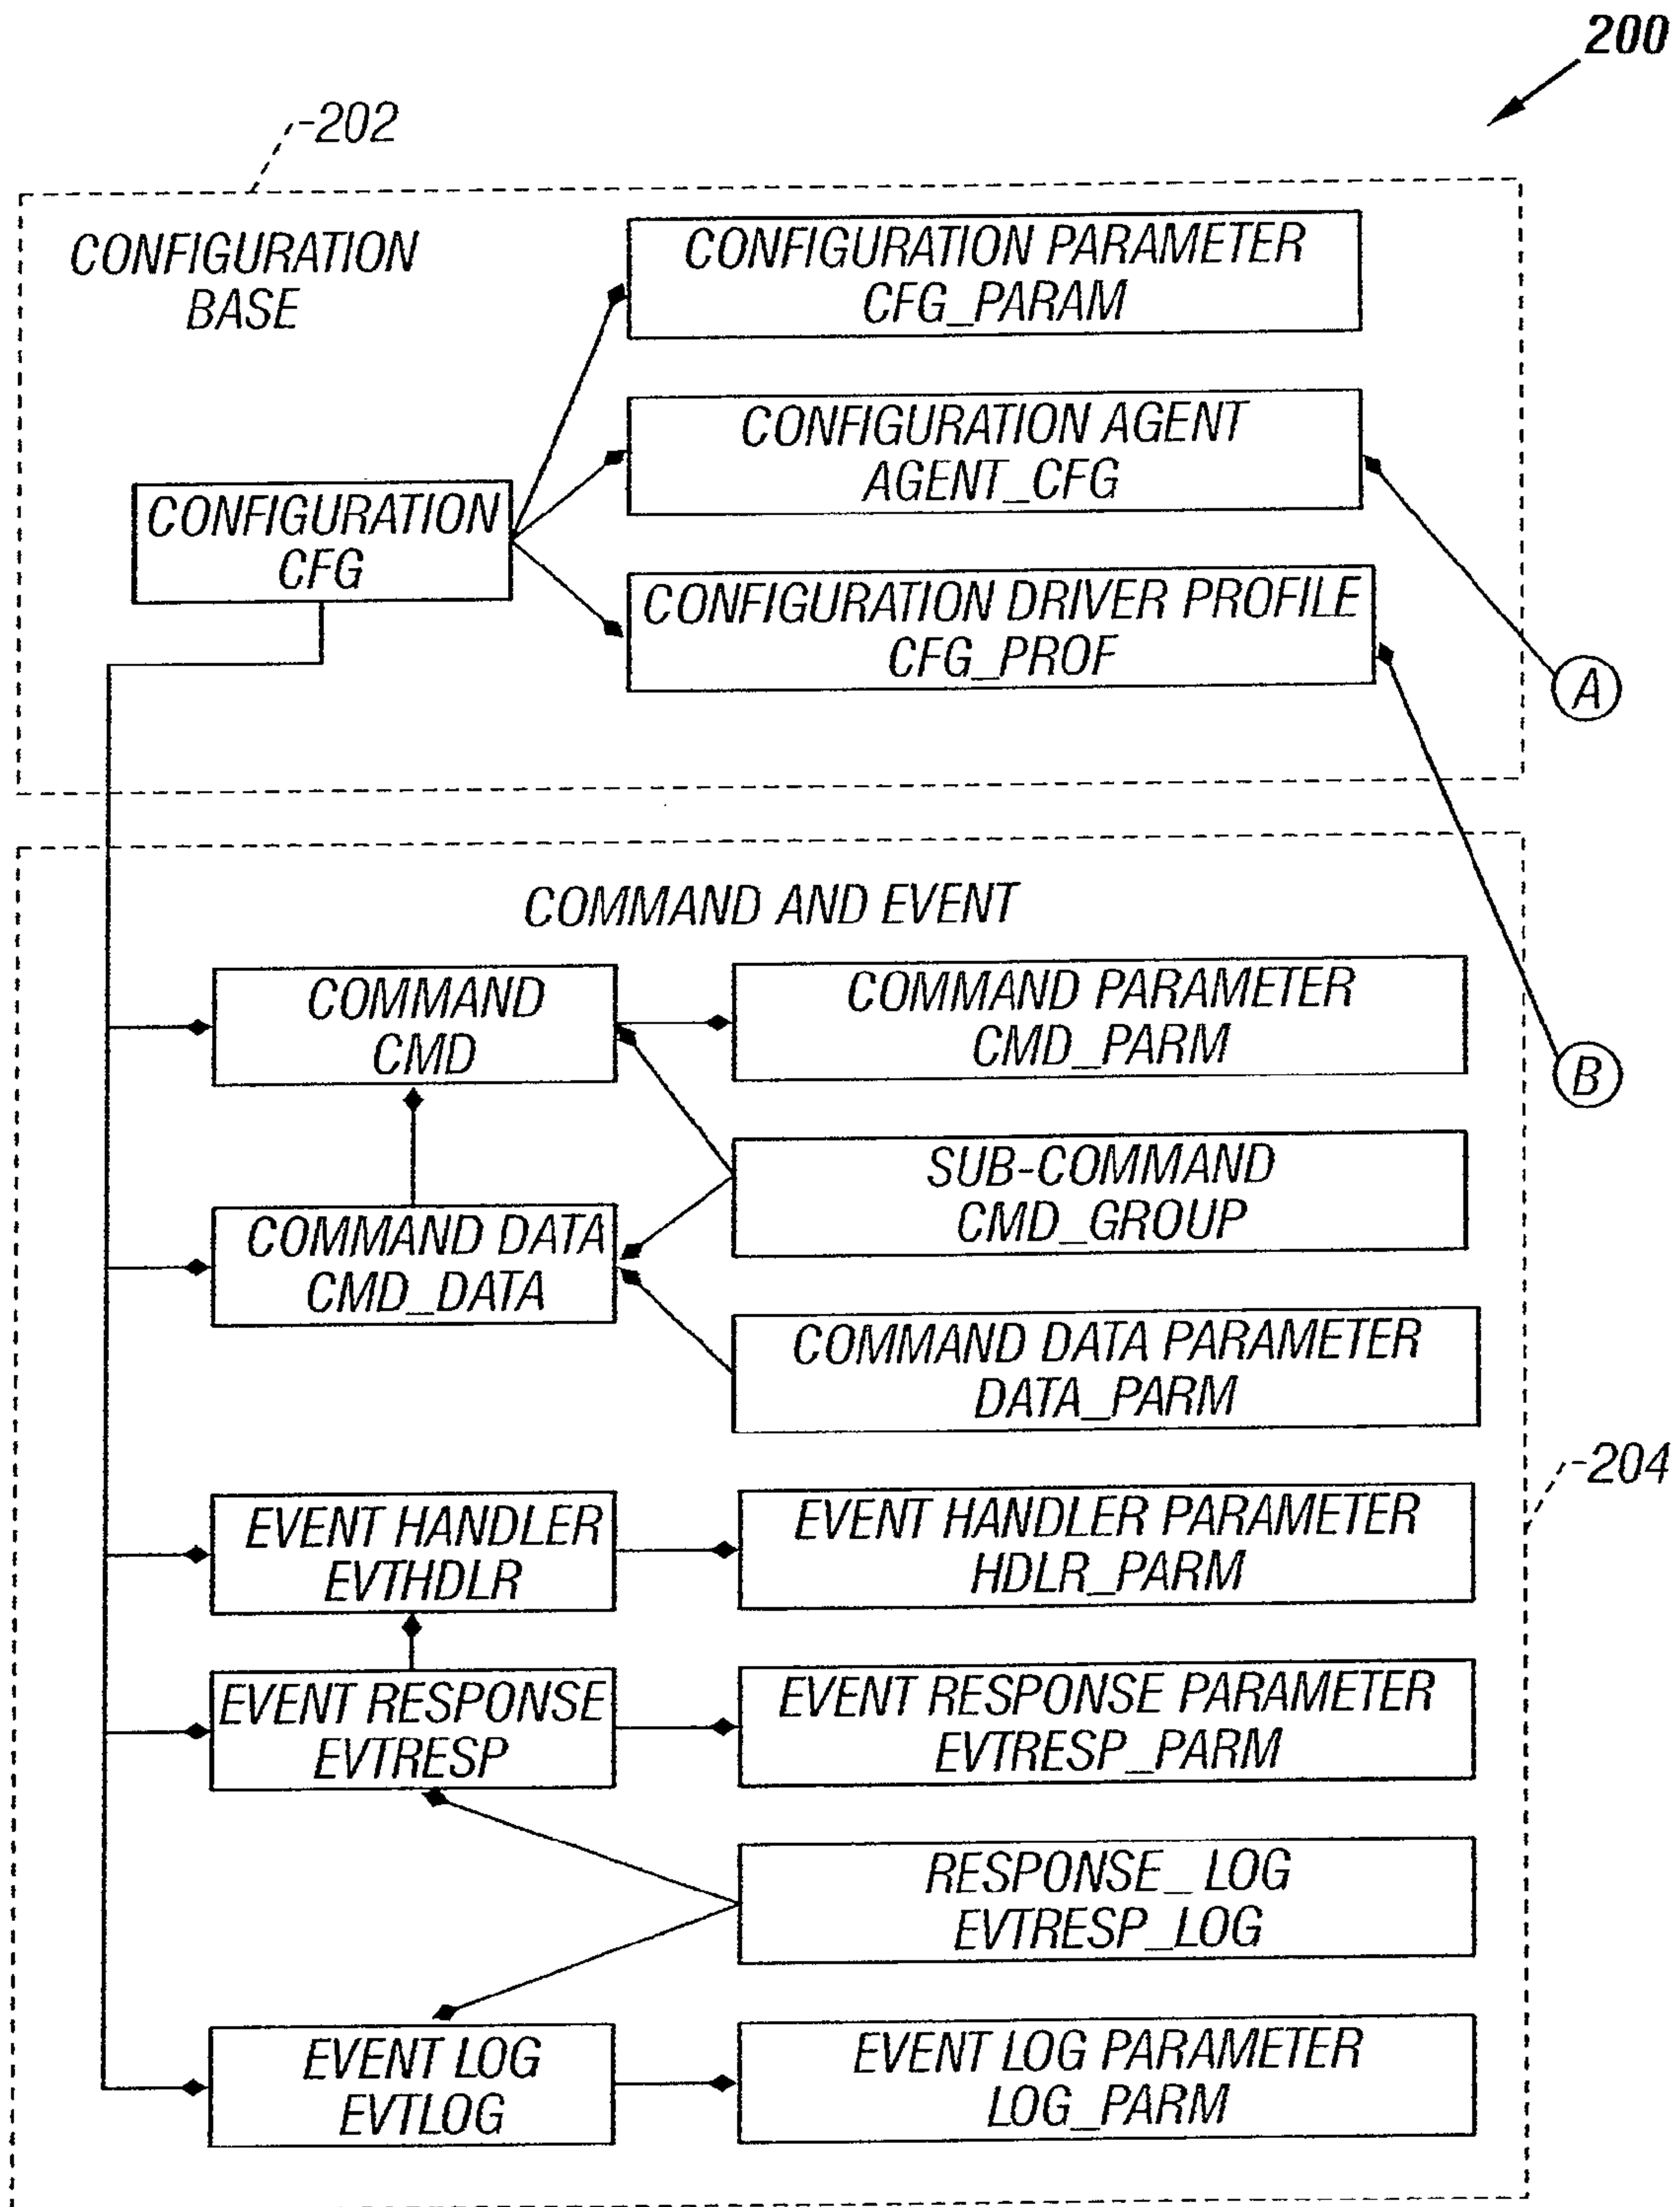 200
202
CONFIGURATION
BASE
CONFIGURATION PARAMETER
CFG_PARAM
CONFIGURATION AGENT
AGENT_CFG
CONFIGURATION
CFG
CONFIGURATION DRIVER PROFILE
CFG_PROF
A
B
COMMAND AND EVENT
COMMAND
CMD
COMMAND PARAMETER
CMD_PARM
SUB-COMMAND
CMD_GROUP
COMMAND DATA
CMD_DATA
COMMAND DATA PARAMETER
DATA_PARM
204
EVENT HANDLER
EVTHDLR
EVENT HANDLER PARAMETER
HDLR_PARM
EVENT RESPONSE
EVTRESP
EVENT RESPONSE PARAMETER
EVTRESP_PARM
RESPONSE_ LOG
EVTRESP_LOG
EVENT LOG
EVTLOG
EVENT LOG PARAMETER
LOG_PARM